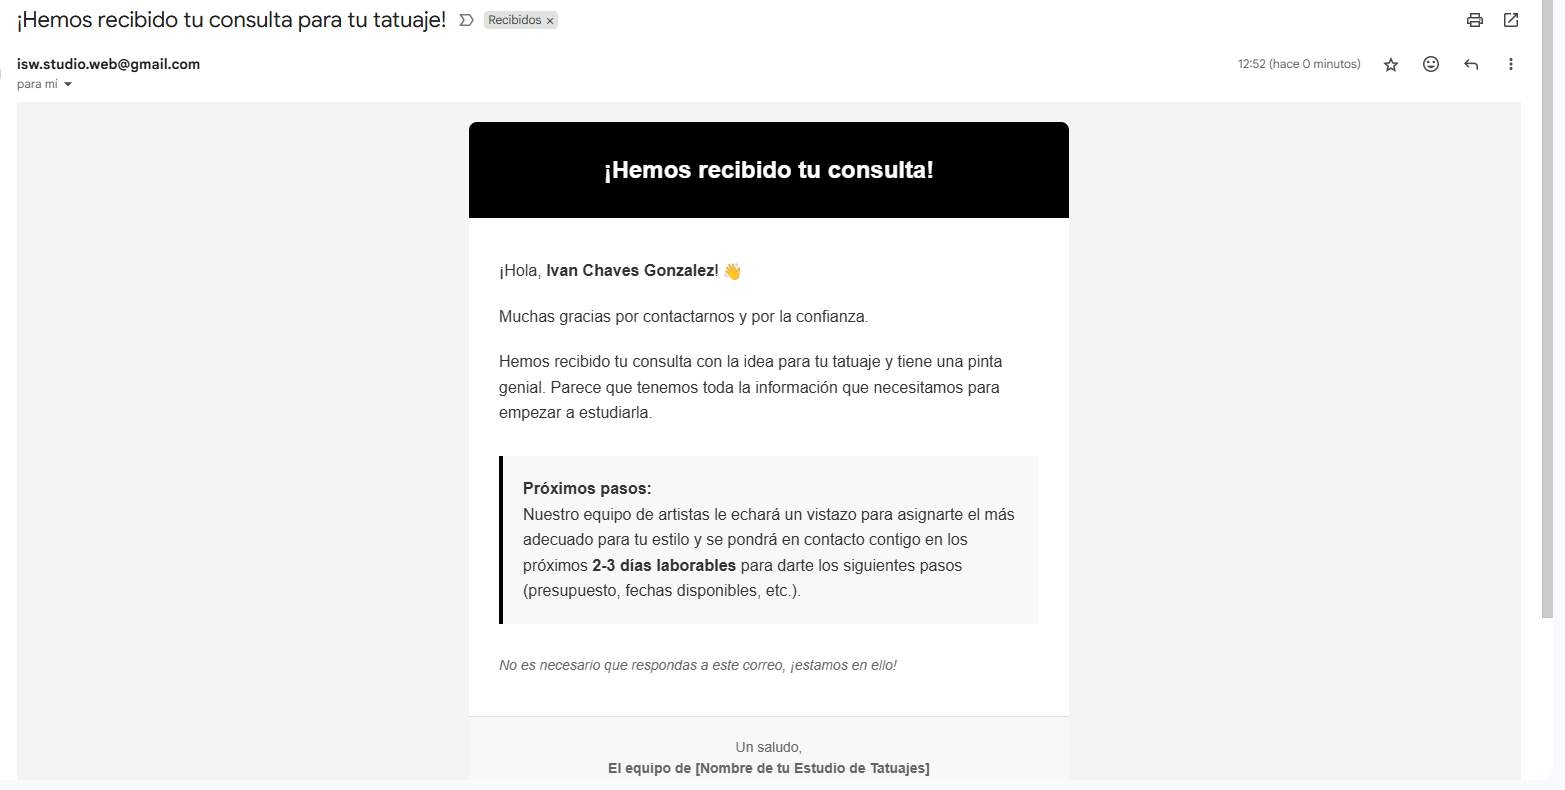 ¡Hemos recibido tu consulta para tu tatuaje! Recibidos ×
isw.studio.web@gmail.com 12:52 (hace 0 minutos)
para mí
¡Hemos recibido tu consulta!
¡Hola, Ivan Chaves Gonzalez! 👋
Muchas gracias por contactarnos y por la confianza.
Hemos recibido tu consulta con la idea para tu tatuaje y tiene una pinta
genial. Parece que tenemos toda la información que necesitamos para
empezar a estudiarla.
Próximos pasos:
Nuestro equipo de artistas le echará un vistazo para asignarte el más
adecuado para tu estilo y se pondrá en contacto contigo en los
próximos 2-3 días laborables para darte los siguientes pasos
(presupuesto, fechas disponibles, etc.).
No es necesario que respondas a este correo, ¡estamos en ello!
Un saludo,
El equipo de [Nombre de tu Estudio de Tatuajes]